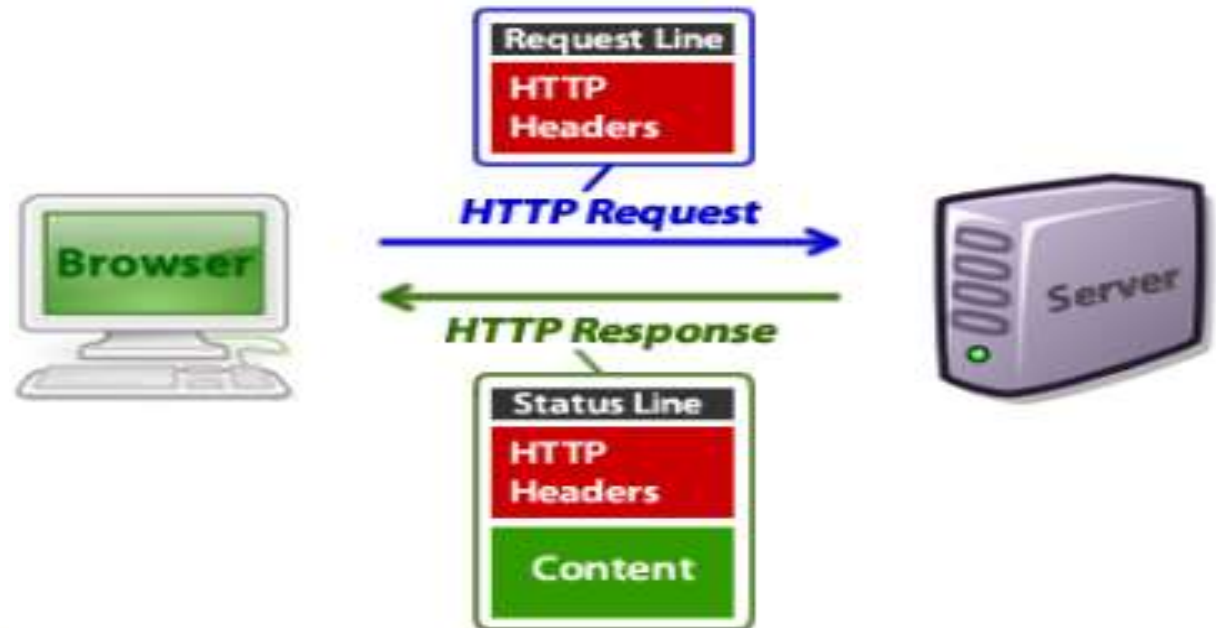 Request Line
HTTP
Headers
HTTP Request
Browser
Server
HTTP Response
Status Line
HTTP
Headers
Content